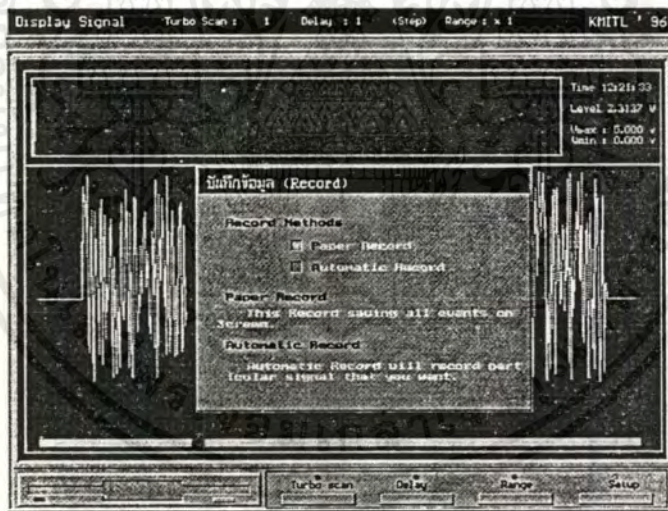 Display Signal Turbo Scan : 1 Delay : 1 (Step) Range : x 1 KMITL ' 96
Time 12:21:33
Level 2.3137 v
Vmax : 5.000 v
Vmin : 0.000 v
บันทึกข้อมูล (Record)
Record Methods
Paper Record
Automatic Record
Paper Record
This Record saving all events on
Screen.
Automatic Record
Automatic Record will record part
icular signal that you want.
Turbo scan Delay Range Setup